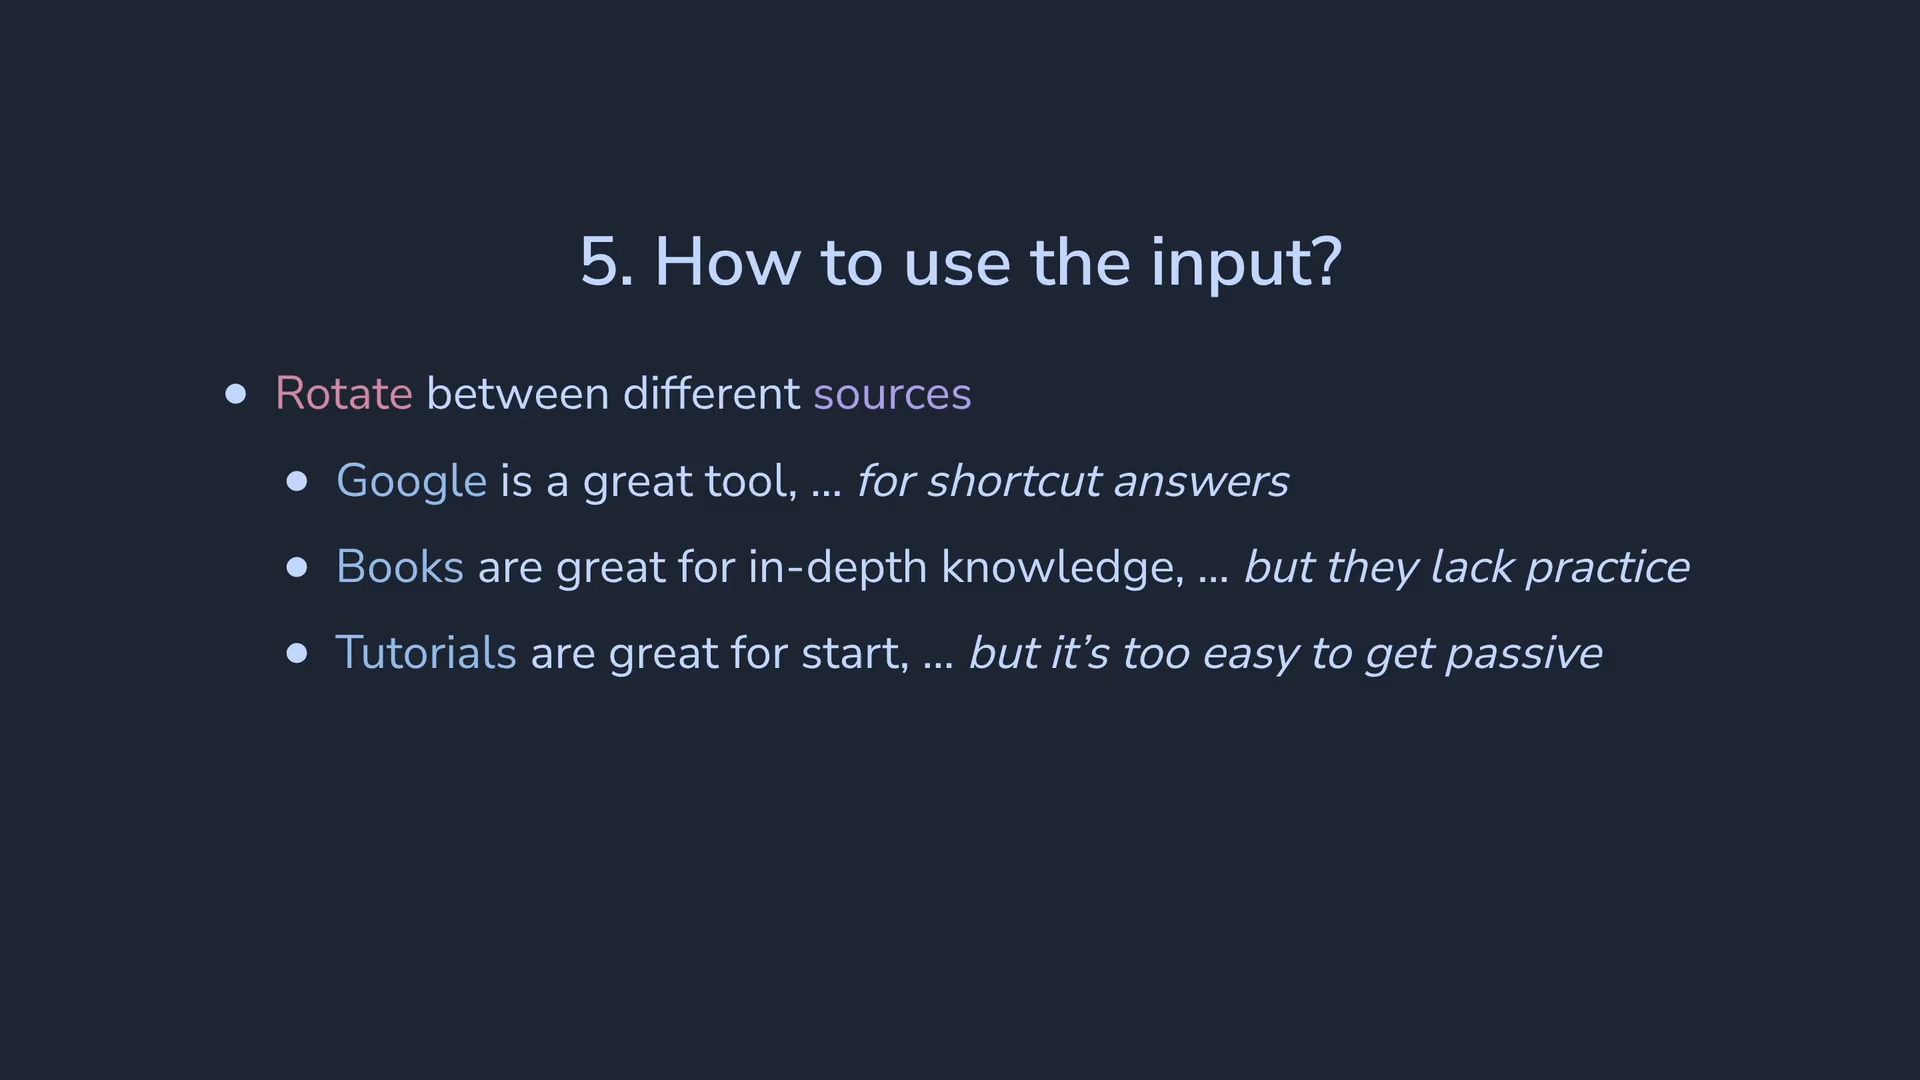 5. How to use the input?
● Rotate between different sources
● Google is a great tool, ... for shortcut answers
● Books are great for in-depth knowledge, ... but they lack practice
● Tutorials are great for start, ... but it’s too easy to get passive